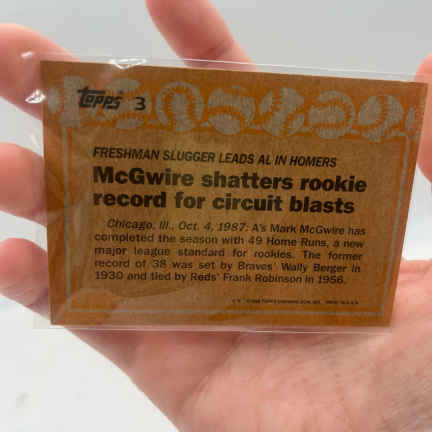 Topps 3
FRESHMAN SLUGGER LEADS AL IN HOMERS
McGwire shatters rookie
record for circuit blasts
Chicago, Ill., Oct. 4, 1987: A's Mark McGwire has
completed the season with 49 Home Runs, a new
major league standard for rookies. The former
record of 38 was set by Braves' Wally Berger in
1930 and tied by Reds' Frank Robinson in 1956.